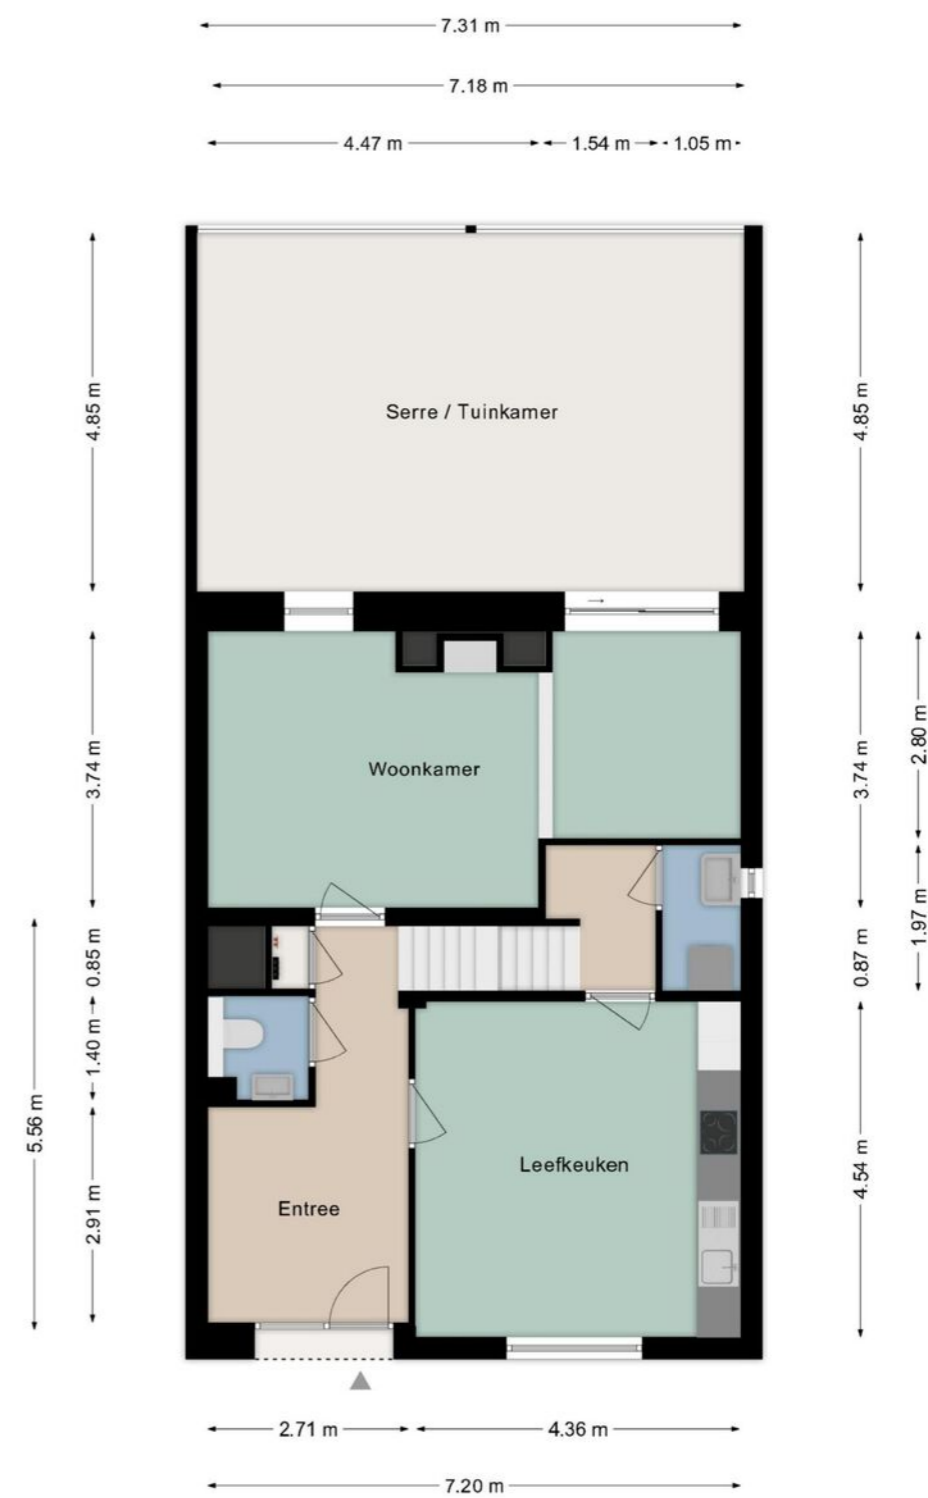 7.31 m
7.18 m
4.47 m
1.54 m
1.05 m
4.85 m
Serre / Tuinkamer
4.85 m
3.74 m
Woonkamer
3.74 m
2.80 m
0.85 m
0.87 m
1.97 m
1.40 m
5.56 m
2.91 m
Leefkeuken
Entree
4.54 m
2.71 m
4.36 m
7.20 m